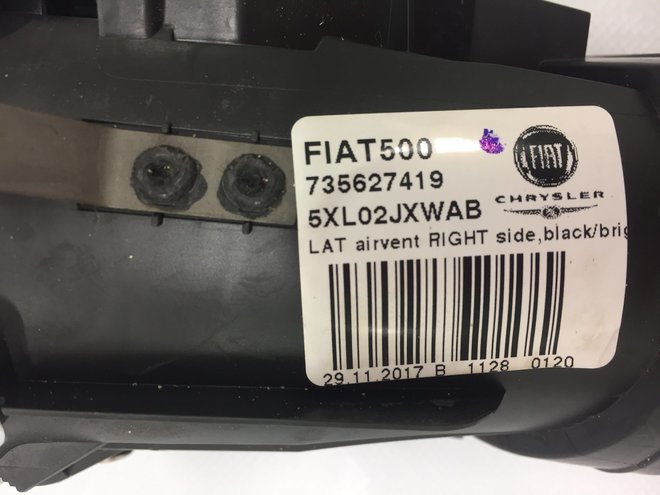 FIAT500
735627419
5XL02JXWAB
FIAT
CHRYSLER
LAT airvent RIGHT side,black/brig
29.11.2017 B 1128 0120